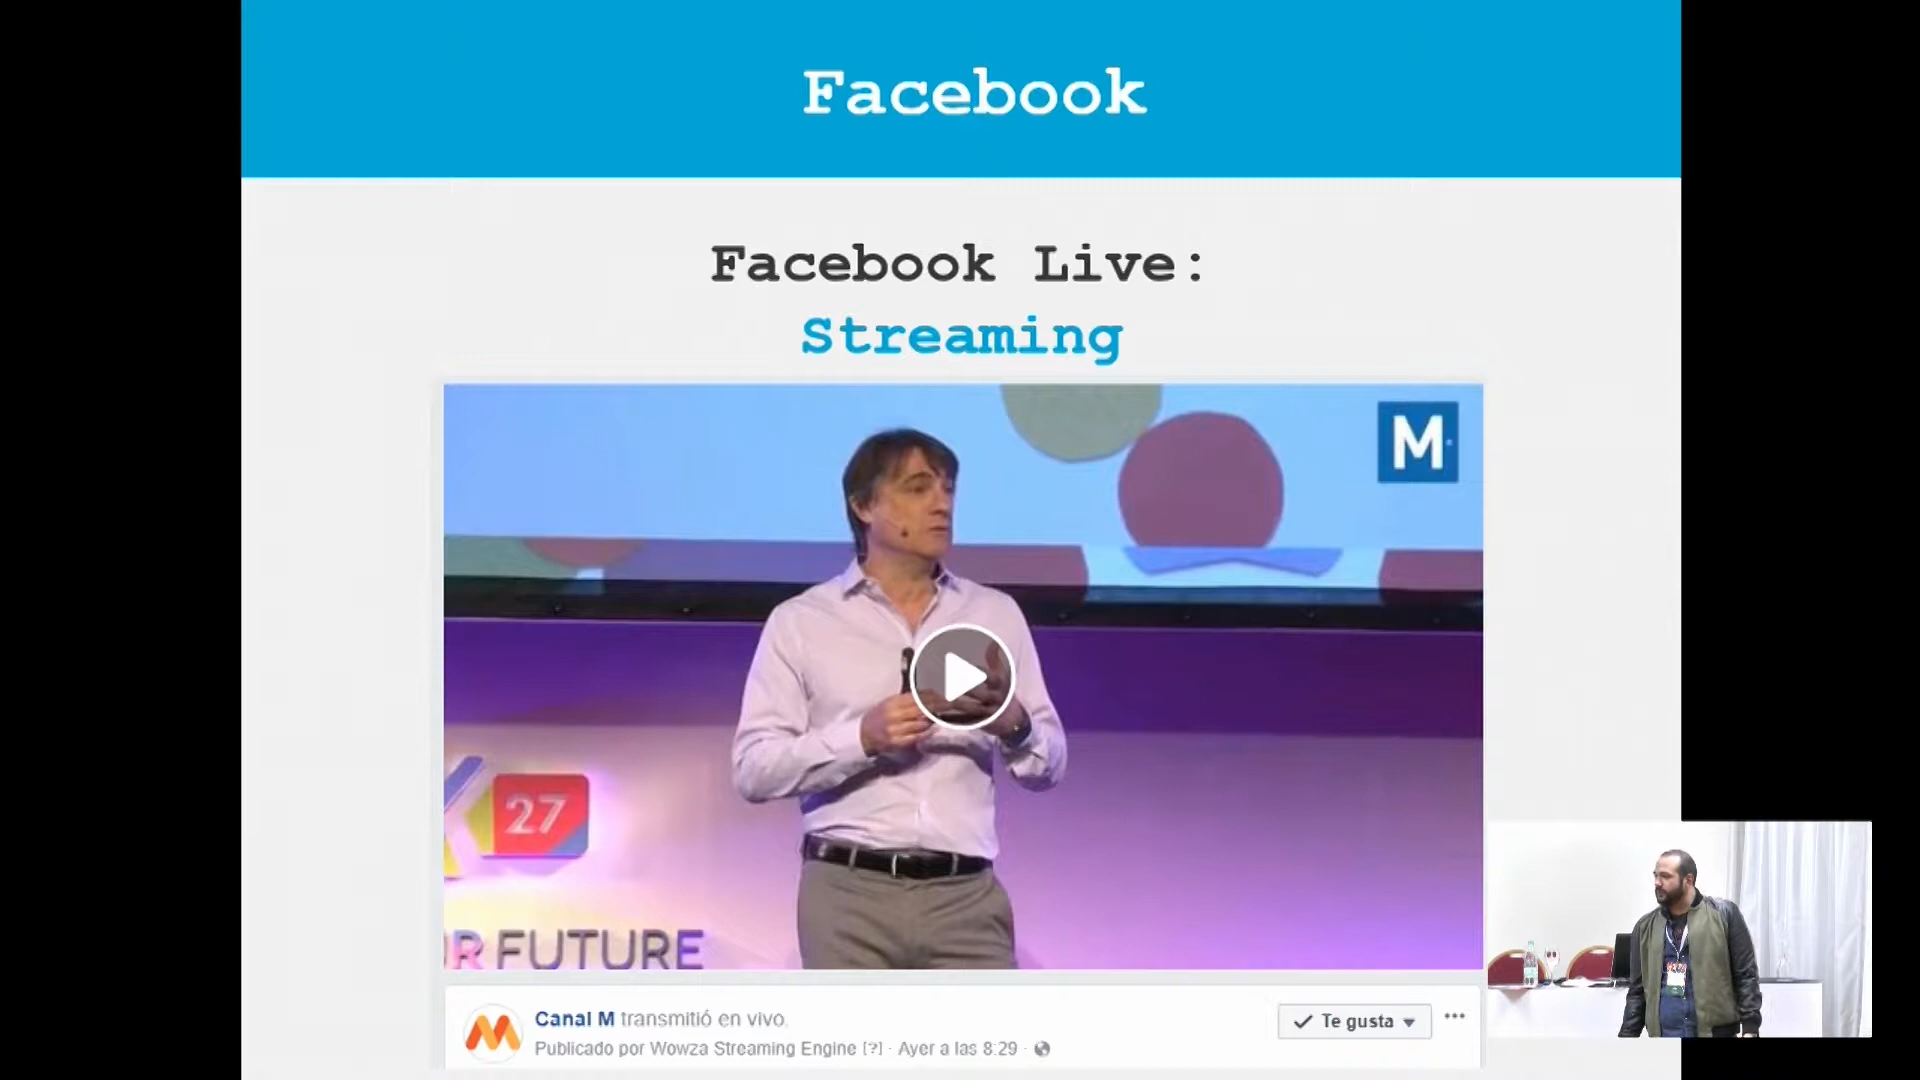 Facebook
Facebook Live:
Streaming
M
27
R FUTURE
Canal M transmitió en vivo.
Te gusta
Publicado por Wowza Streaming Engine [?] · Ayer a las 8:29 ·